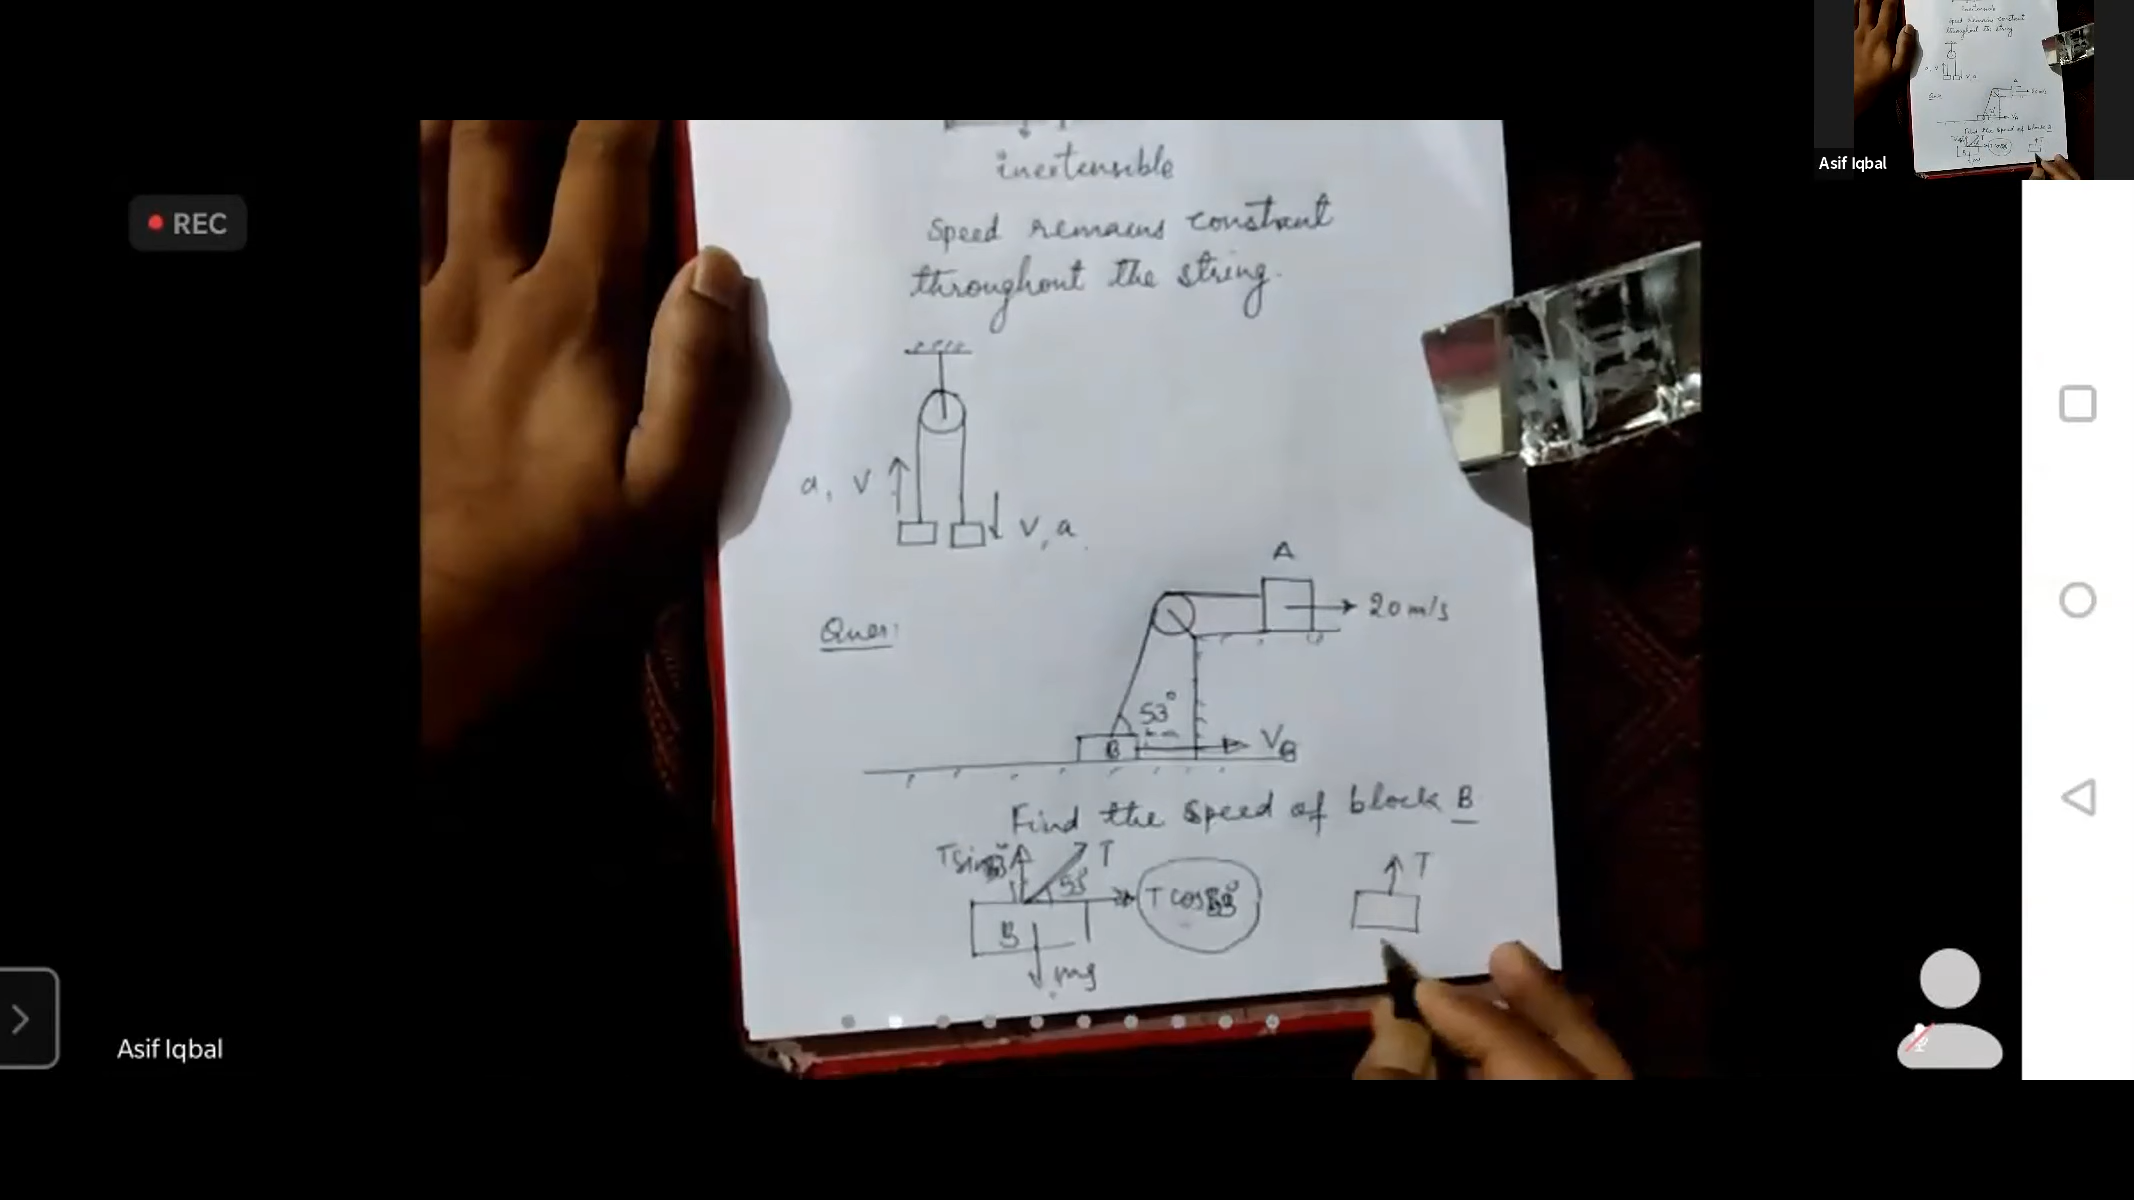 inextensible
Speed remains constant
throughout the string.
a, v
v, a
A
20 m/s
Ques:
53°
B
VB
Find the speed of block B
T
53°
T cos53°
T
B
mg
REC
Asif Iqbal
Asif Iqbal